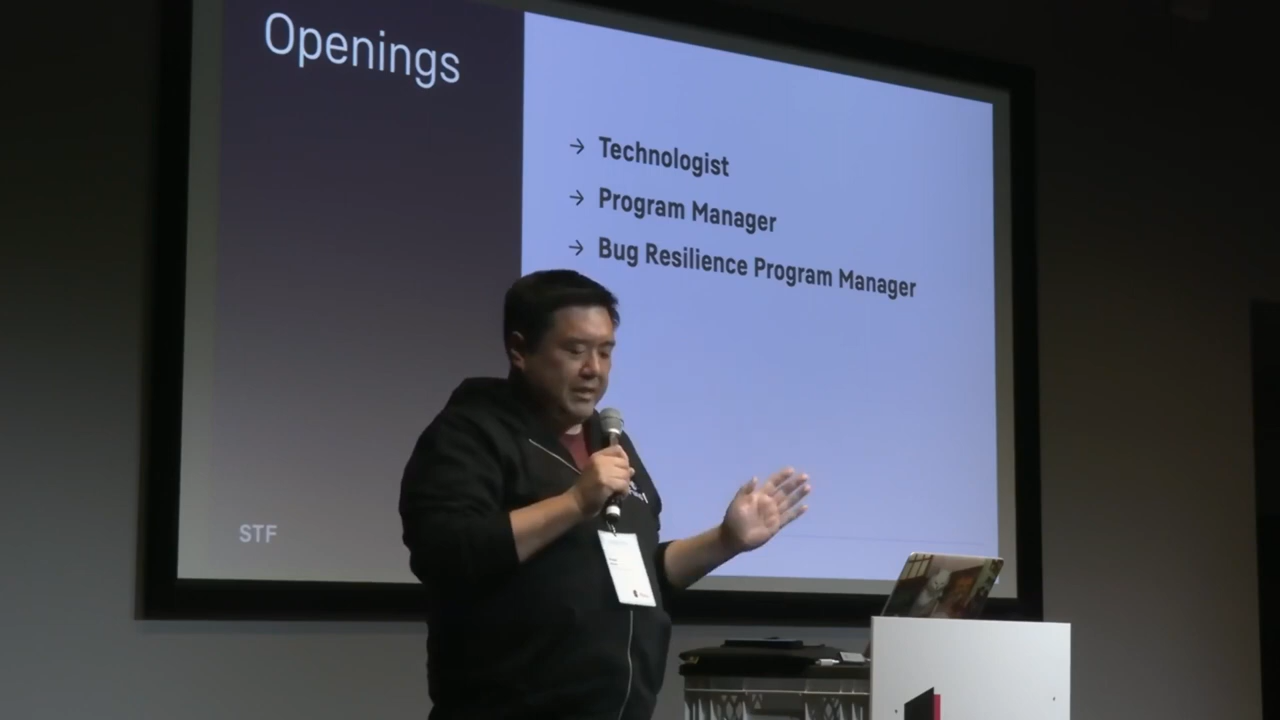 Openings
→ Technologist
→ Program Manager
→ Bug Resilience Program Manager
STF